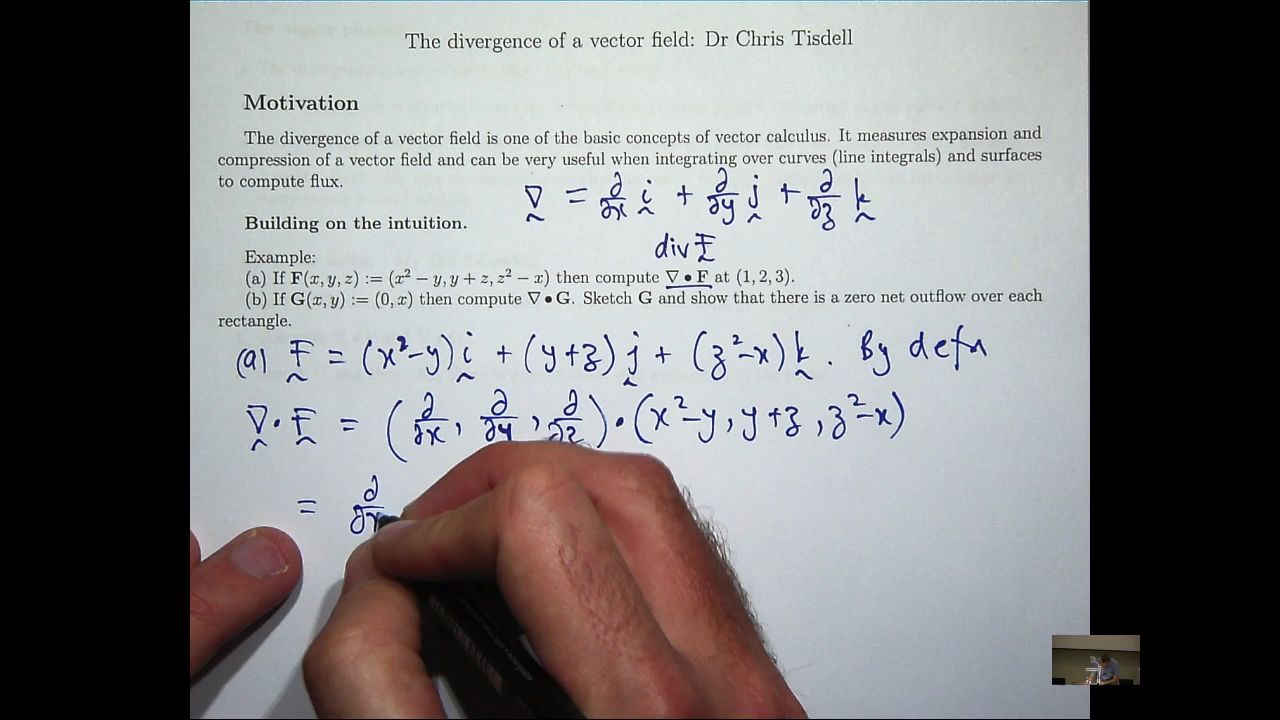 The divergence of a vector field: Dr Chris Tisdell
Motivation
The divergence of a vector field is one of the basic concepts of vector calculus. It measures expansion and
compression of a vector field and can be very useful when integrating over curves (line integrals) and surfaces
to compute flux.
∇ = ∂/∂x i + ∂/∂y j + ∂/∂z k
Building on the intuition.
div F
Example:
(a) If F(x, y, z) := (x² − y, y + z, z² − x) then compute ∇ • F at (1, 2, 3).
(b) If G(x, y) := (0, x) then compute ∇ • G. Sketch G and show that there is a zero net outflow over each
rectangle.
(a) F = (x²−y) i + (y+z) j + (z²−x) k. By defn
∇ · F = (∂/∂x, ∂/∂y, ∂/∂z) • (x²−y, y+z, z²−x)
= ∂/∂x